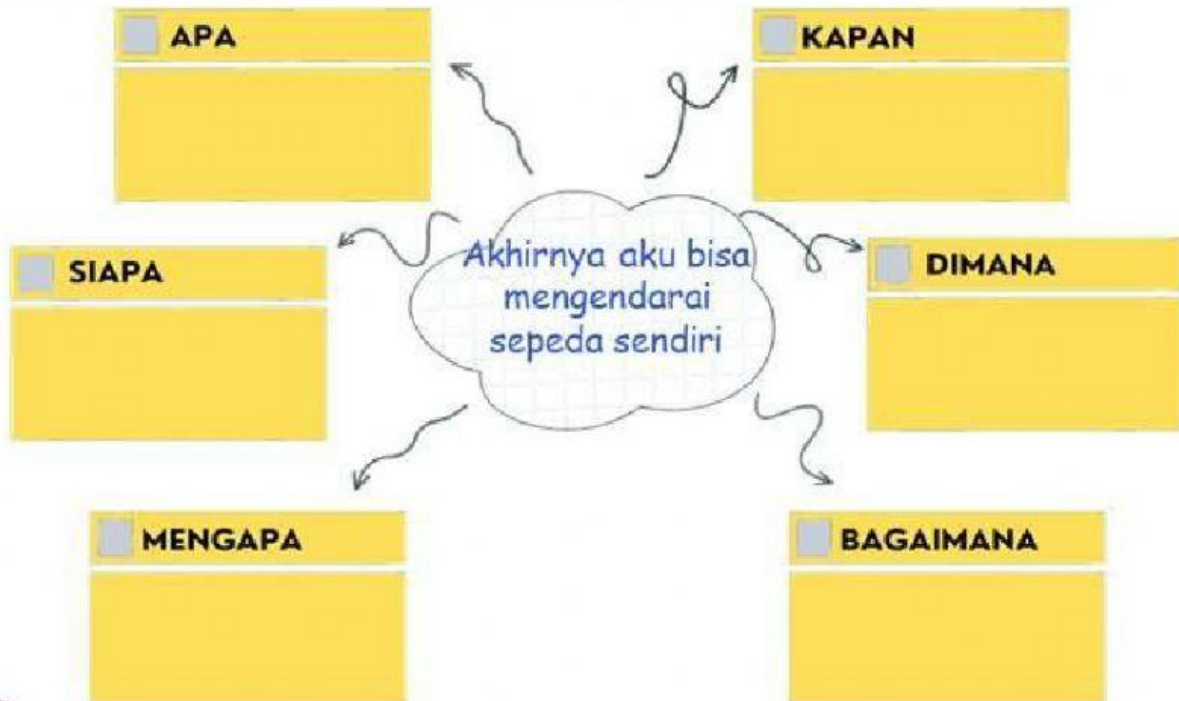 APA
KAPAN
SIAPA
Akhirnya aku bisa
mengendarai
sepeda sendiri
DIMANA
MENGAPA
BAGAIMANA